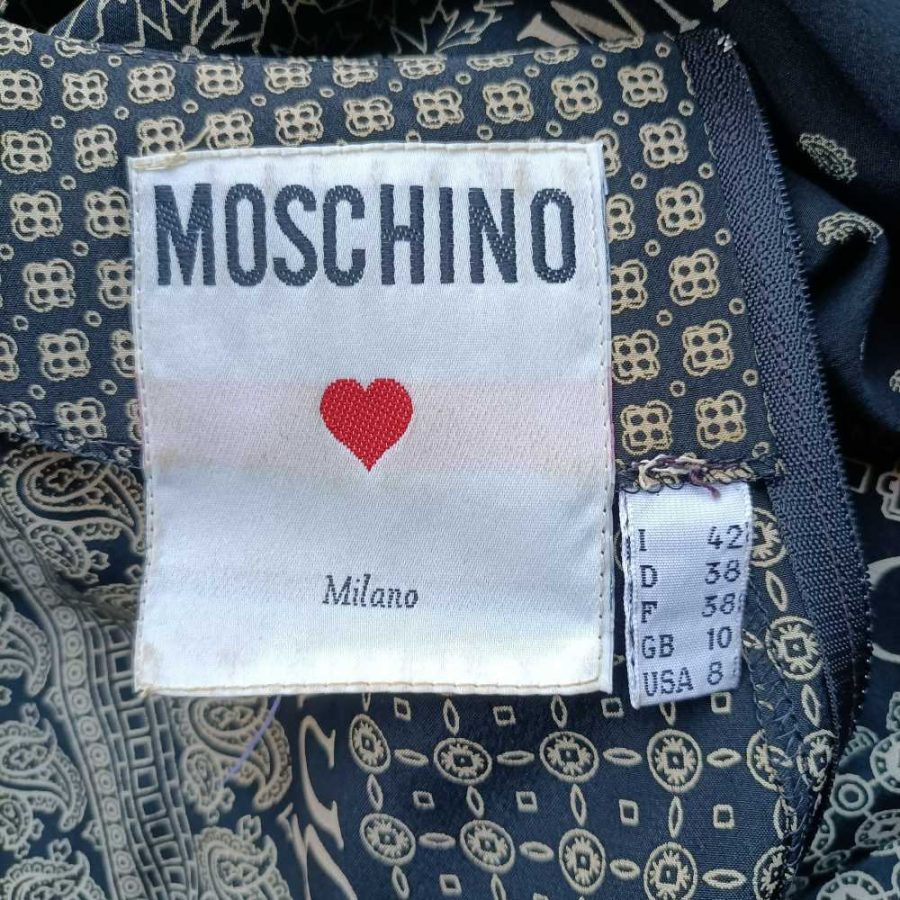 MOSCHINO
Milano
I 42
D 38
F 38
GB 10
USA 8